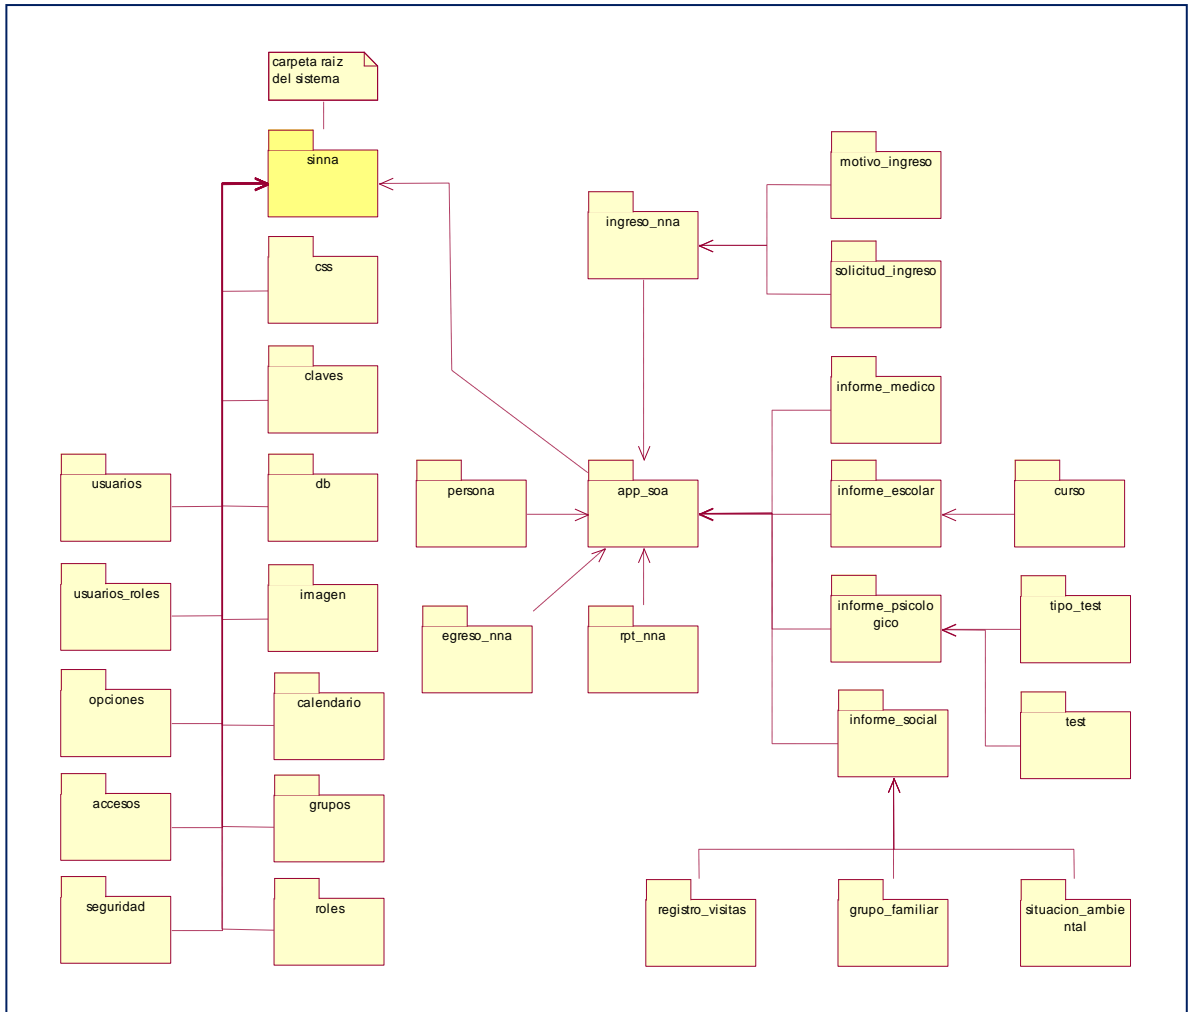 carpeta raiz
del sistema
sinna
motivo_ingreso
ingreso_nna
css
solicitud_ingreso
claves
informe_medico
usuarios
db
persona
app_soa
informe_escolar
curso
usuarios_roles
imagen
egreso_nna
rpt_nna
informe_psicolo
gico
tipo_test
opciones
calendario
informe_social
test
accesos
grupos
seguridad
roles
registro_visitas
grupo_familiar
situacion_ambie
ntal